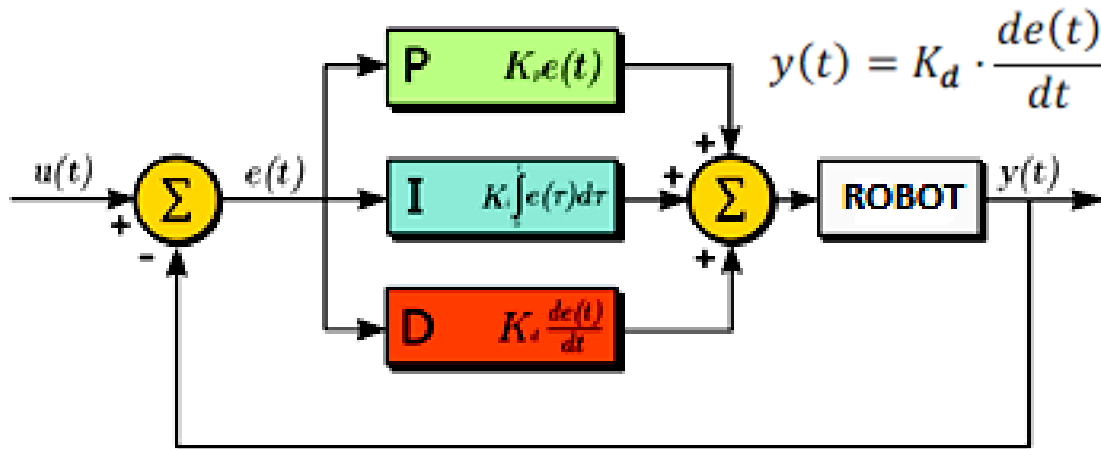 y(t) = K_d · de(t)/dt
P K_p e(t)
u(t) + - Σ e(t)
I K_i ∫ e(τ)dτ
+ + + Σ
ROBOT y(t)
D K_d de(t)/dt